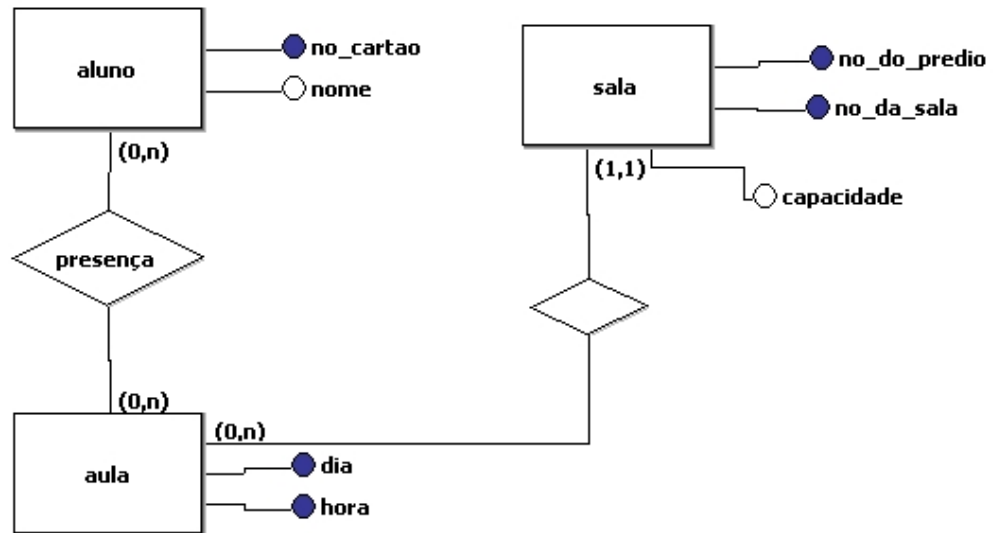 aluno
no_cartao
nome
(0,n)
presença
(0,n)
aula
(0,n)
dia
hora
sala
no_do_predio
no_da_sala
(1,1)
capacidade